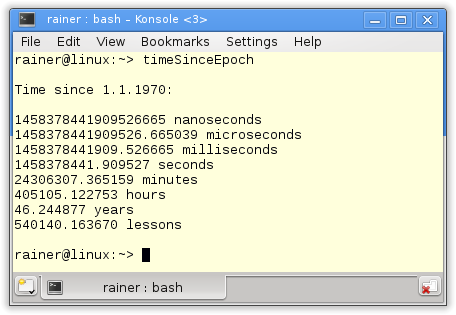 rainer : bash – Konsole <3>
File Edit View Bookmarks Settings Help
rainer@linux:~> timeSinceEpoch
Time since 1.1.1970:
1458378441909526665 nanoseconds
1458378441909526.665039 microseconds
1458378441909.526665 milliseconds
1458378441.909527 seconds
24306307.365159 minutes
405105.122753 hours
46.244877 years
540140.163670 lessons
rainer@linux:~>
rainer : bash